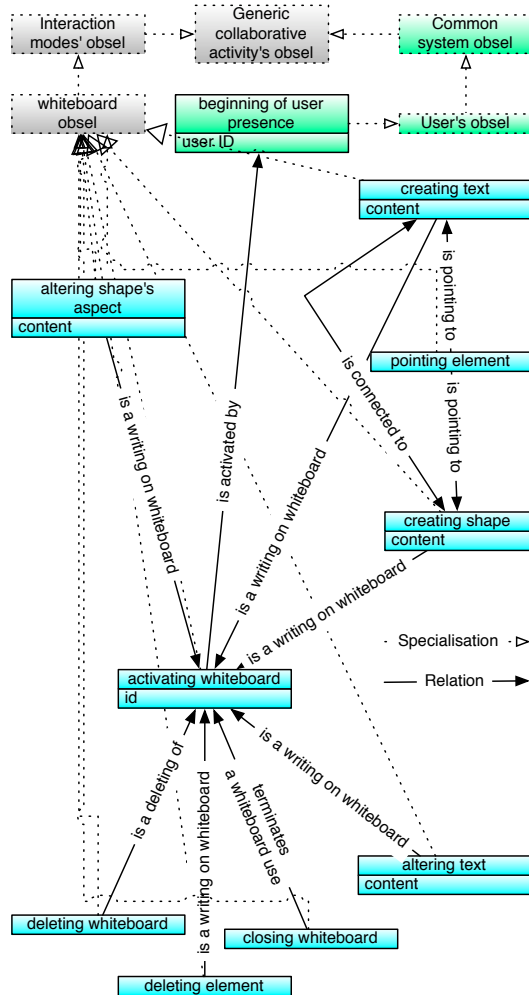 Interaction
modes' obsel
Generic
collaborative
activity's obsel
Common
system obsel
whiteboard
obsel
beginning of user
presence
user ID
User's obsel
creating text
content
altering shape's
aspect
content
is pointing to
pointing element
is pointing to
is connected to
is a writing on whiteboard
is activated by
is a writing on whiteboard
creating shape
content
is a writing on whiteboard
Specialisation
Relation
activating whiteboard
id
is a deleting of
is a writing on whiteboard
terminates
a whiteboard use
is a writing on whiteboard
altering text
content
deleting whiteboard
closing whiteboard
deleting element